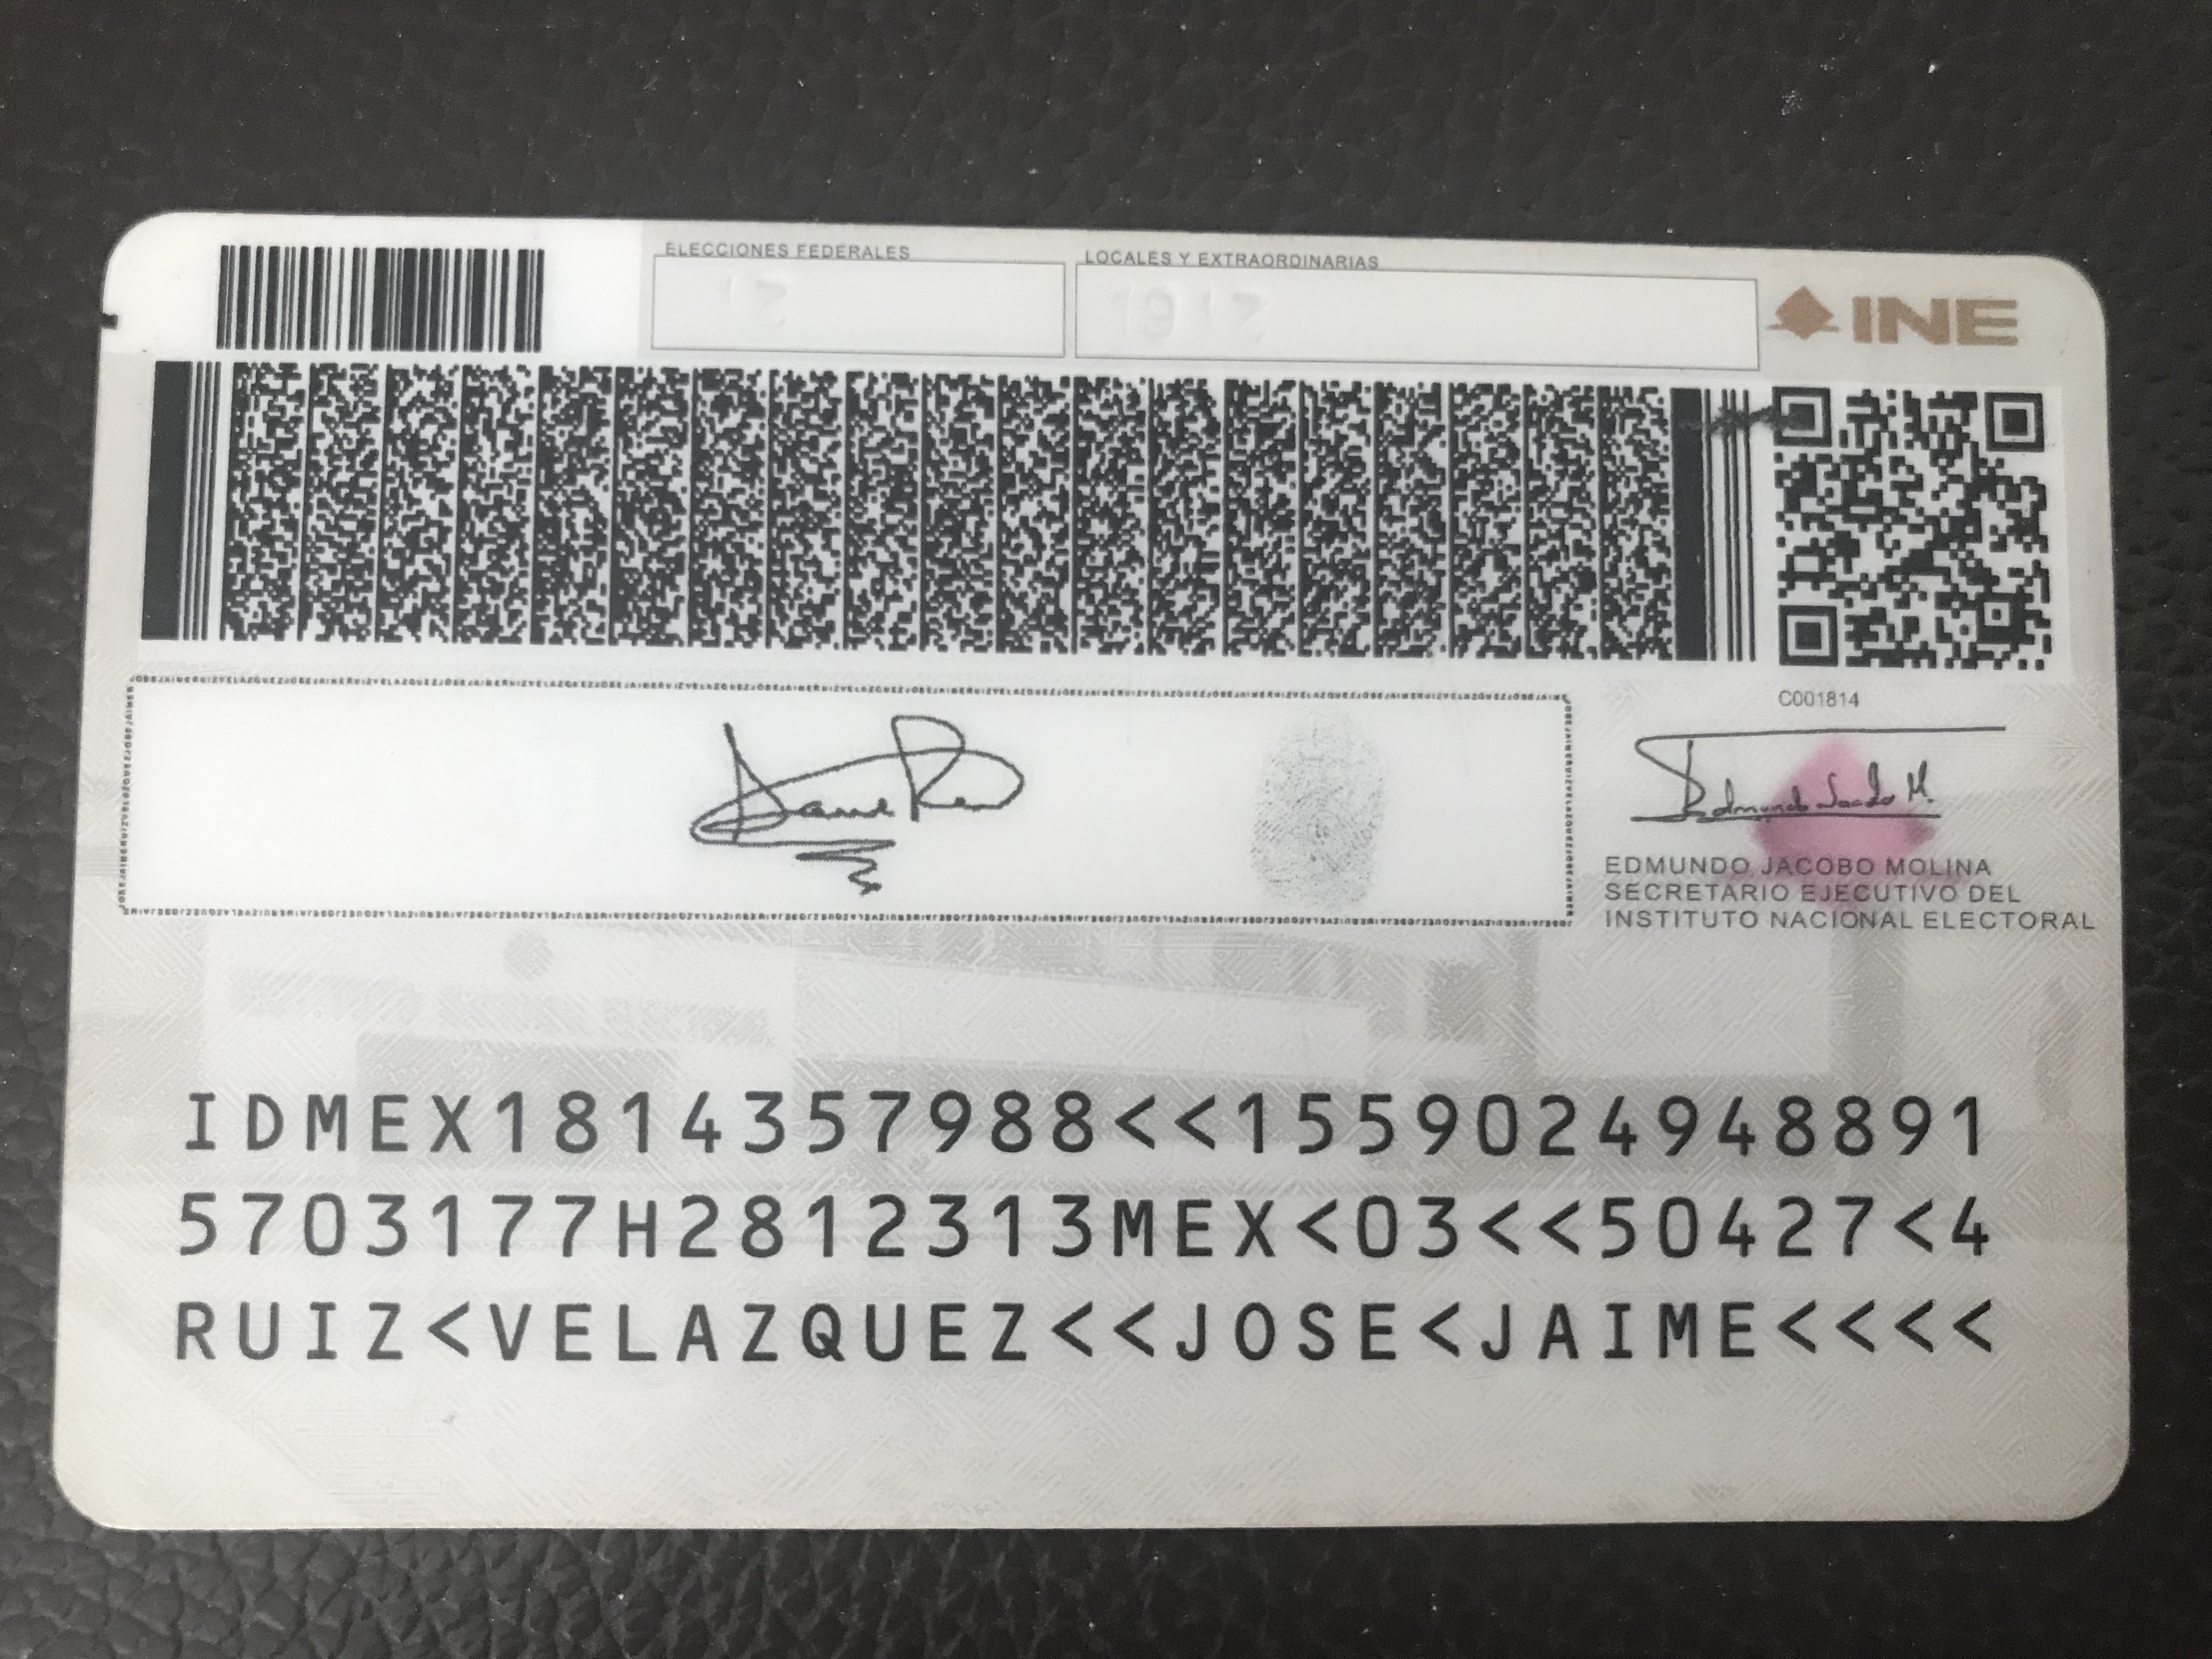 ELECCIONES FEDERALES
LOCALES Y EXTRAORDINARIAS
INE
C001814
EDMUNDO JACOBO MOLINA
SECRETARIO EJECUTIVO DEL
INSTITUTO NACIONAL ELECTORAL
IDMEX1814357988<<1559024948891
5703177H2812313MEX<03<<50427<4
RUIZ<VELAZQUEZ<<JOSE<JAIME<<<<